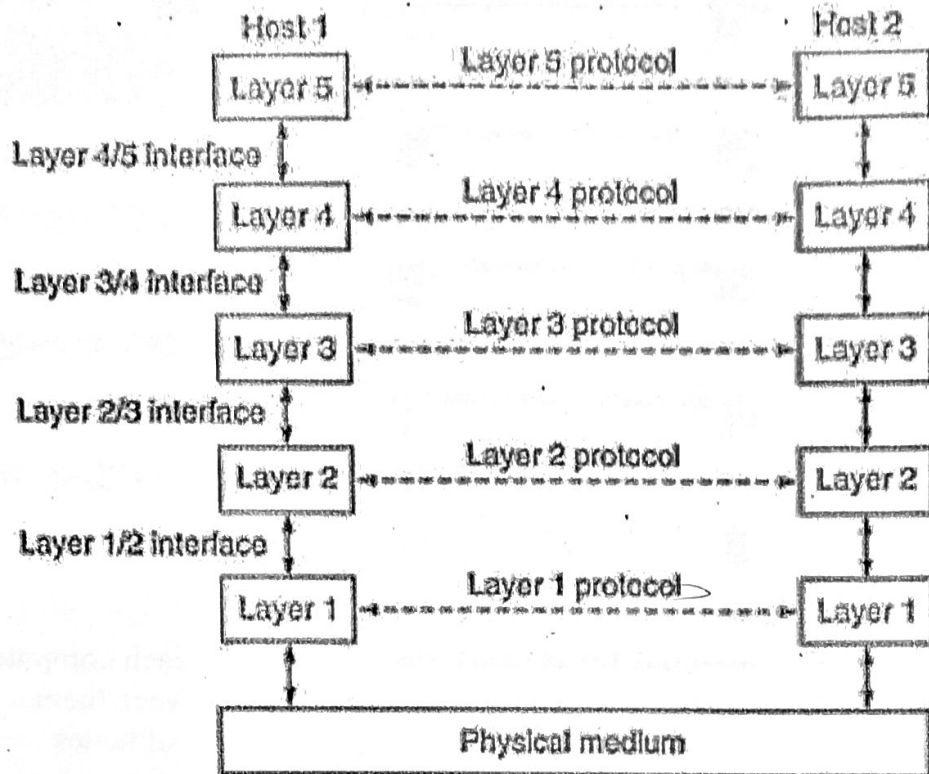 Host 1
Host 2
Layer 5 protocol
Layer 5
Layer 5
Layer 4/5 interface
Layer 4 protocol
Layer 4
Layer 4
Layer 3/4 interface
Layer 3 protocol
Layer 3
Layer 3
Layer 2/3 interface
Layer 2 protocol
Layer 2
Layer 2
Layer 1/2 interface
Layer 1 protocol
Layer 1
Layer 1
Physical medium